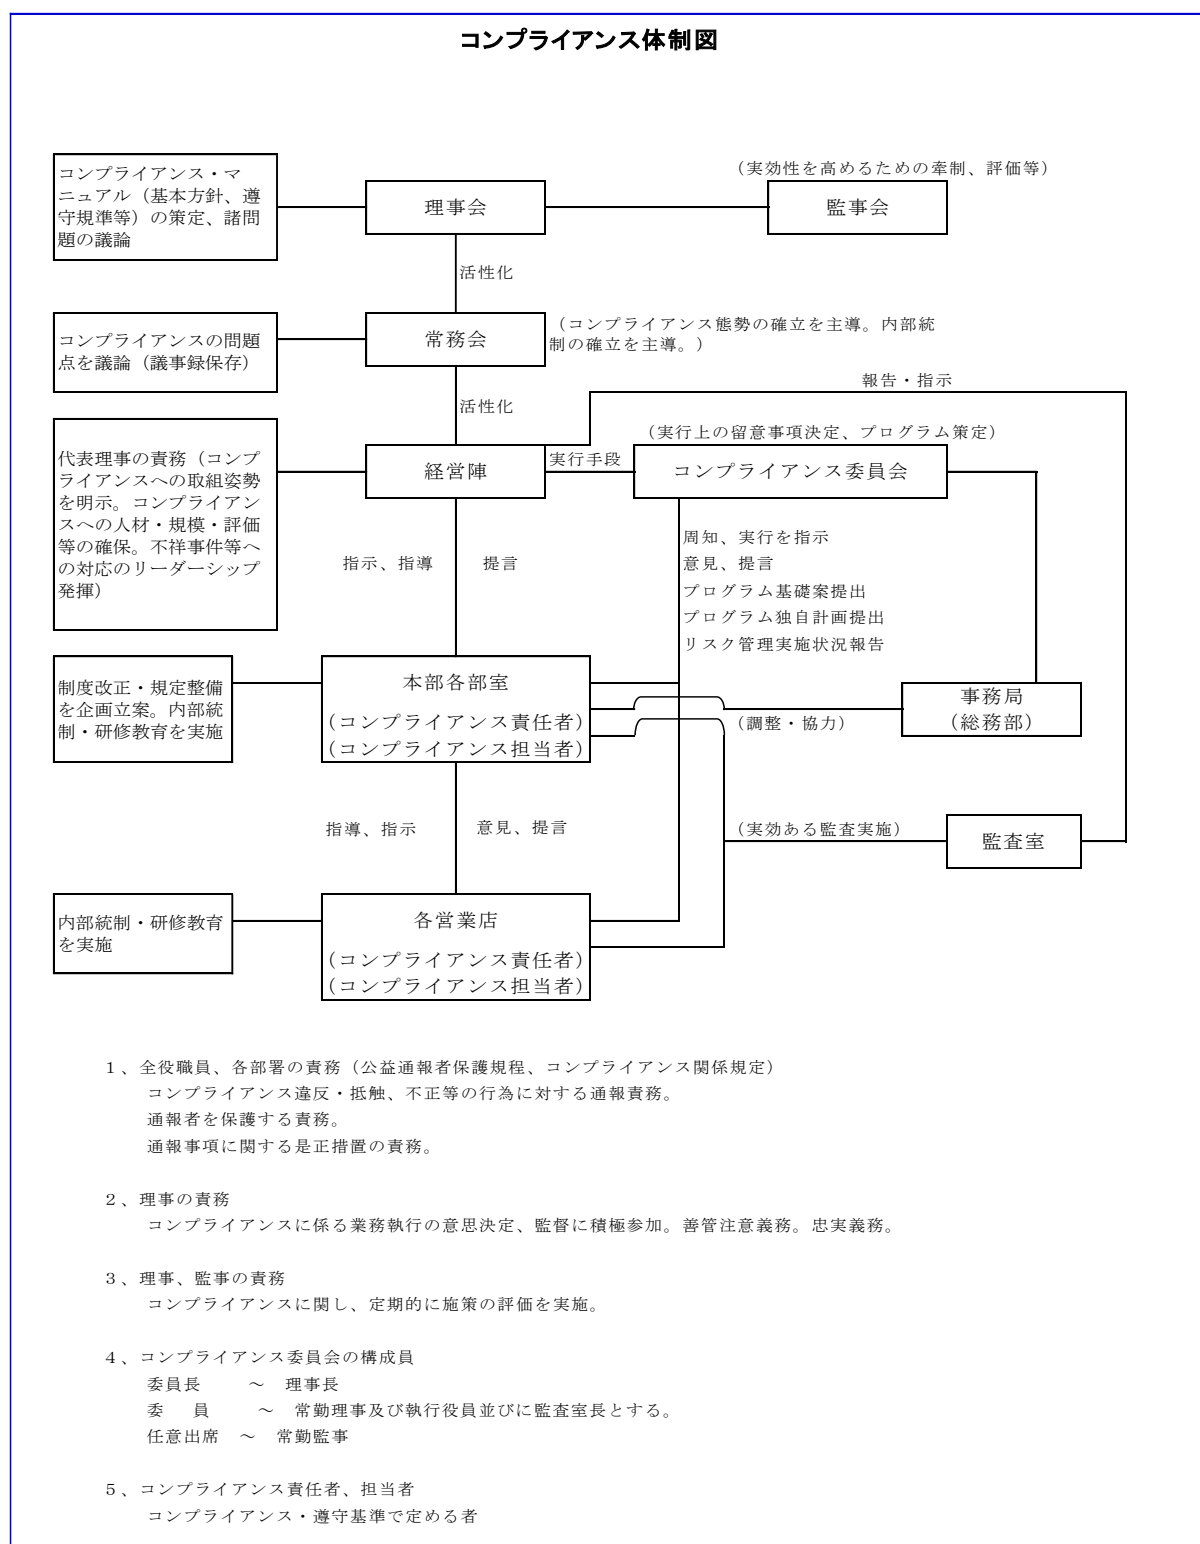 コンプライアンス体制図
コンプライアンス・マ
ニュアル（基本方針、遵
守規準等）の策定、諸問
題の議論
理事会
（実効性を高めるための牽制、評価等）
監事会
活性化
コンプライアンスの問題
点を議論（議事録保存）
常務会
（コンプライアンス態勢の確立を主導。内部統
制の確立を主導。）
活性化
報告・指示
代表理事の責務（コンプ
ライアンスへの取組姿勢
を明示。コンプライアン
スへの人材・規模・評価
等の確保。不祥事件等へ
の対応のリーダーシップ
発揮）
経営陣
実行手段
（実行上の留意事項決定、プログラム策定）
コンプライアンス委員会
指示、指導
提言
周知、実行を指示
意見、提言
プログラム基礎案提出
プログラム独自計画提出
リスク管理実施状況報告
制度改正・規定整備
を企画立案。内部統
制・研修教育を実施
本部各部室
（コンプライアンス責任者）
（コンプライアンス担当者）
（調整・協力）
事務局
（総務部）
指導、指示
意見、提言
（実効ある監査実施）
監査室
内部統制・研修教育
を実施
各営業店
（コンプライアンス責任者）
（コンプライアンス担当者）
１、全役職員、各部署の責務（公益通報者保護規程、コンプライアンス関係規定）
コンプライアンス違反・抵触、不正等の行為に対する通報責務。
通報者を保護する責務。
通報事項に関する是正措置の責務。
２、理事の責務
コンプライアンスに係る業務執行の意思決定、監督に積極参加。善管注意義務。忠実義務。
３、理事、監事の責務
コンプライアンスに関し、定期的に施策の評価を実施。
４、コンプライアンス委員会の構成員
委員長　　～　理事長
委　員　　～　常勤理事及び執行役員並びに監査室長とする。
任意出席　～　常勤監事
５、コンプライアンス責任者、担当者
コンプライアンス・遵守基準で定める者